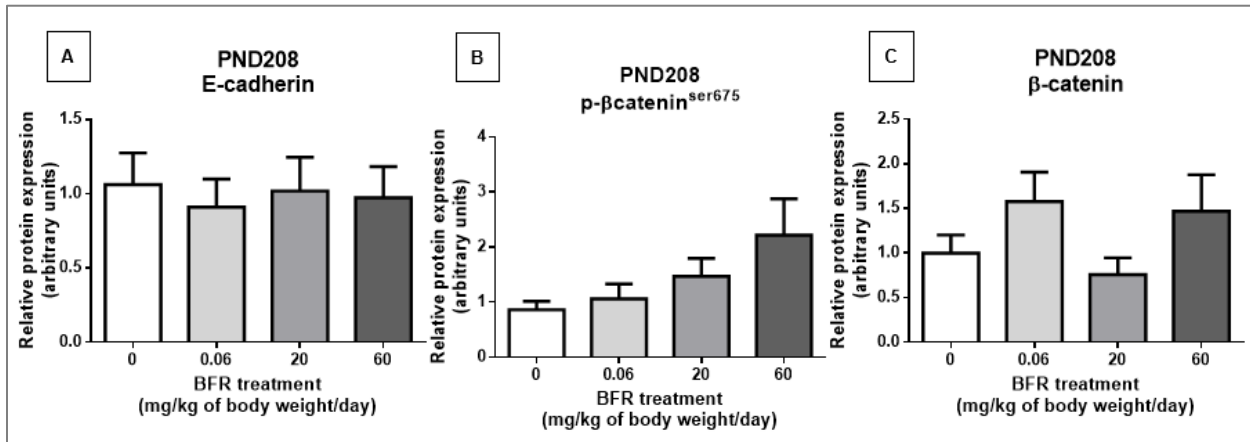 A
PND208
E-cadherin
Relative protein expression
(arbitrary units)
1.5
1.0
0.5
0.0
0 0.06 20 60
BFR treatment
(mg/kg of body weight/day)
B
PND208
p-βcatenin^ser675
Relative protein expression
(arbitrary units)
4
3
2
1
0
0 0.06 20 60
BFR treatment
(mg/kg of body weight/day)
C
PND208
β-catenin
Relative protein expression
(arbitrary units)
2.5
2.0
1.5
1.0
0.5
0.0
0 0.06 20 60
BFR treatment
(mg/kg of body weight/day)